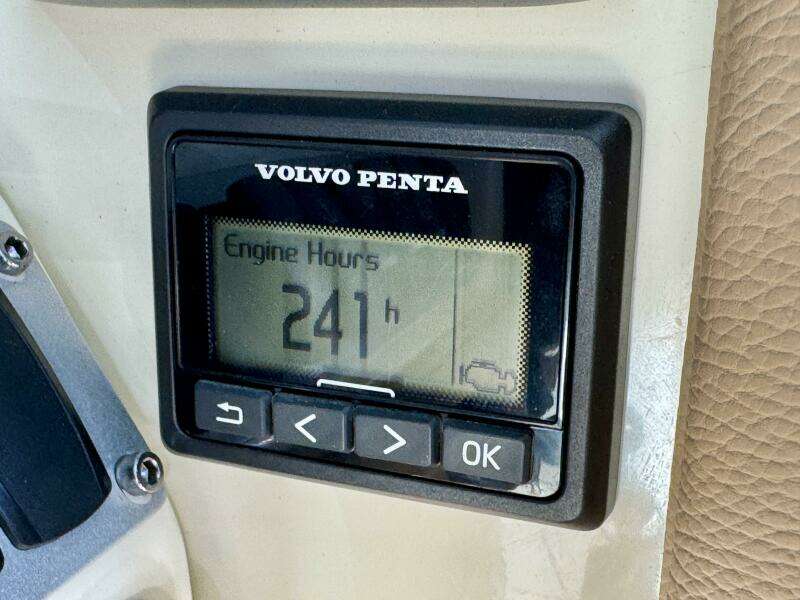 VOLVO PENTA
Engine Hours
241 h
< > OK